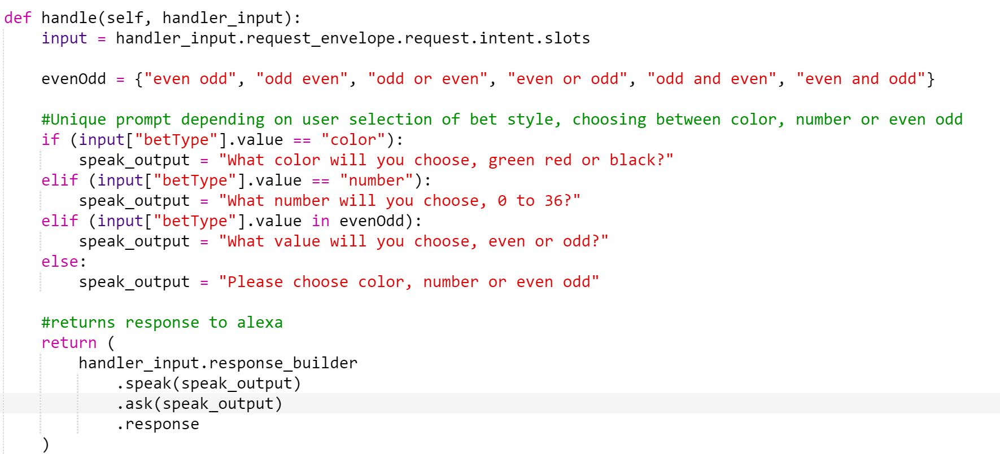 def handle(self, handler_input):
    input = handler_input.request_envelope.request.intent.slots

    evenOdd = {"even odd", "odd even", "odd or even", "even or odd", "odd and even", "even and odd"}

    #Unique prompt depending on user selection of bet style, choosing between color, number or even odd
    if (input["betType"].value == "color"):
        speak_output = "What color will you choose, green red or black?"
    elif (input["betType"].value == "number"):
        speak_output = "What number will you choose, 0 to 36?"
    elif (input["betType"].value in evenOdd):
        speak_output = "What value will you choose, even or odd?"
    else:
        speak_output = "Please choose color, number or even odd"

    #returns response to alexa
    return (
        handler_input.response_builder
            .speak(speak_output)
            .ask(speak_output)
            .response
    )